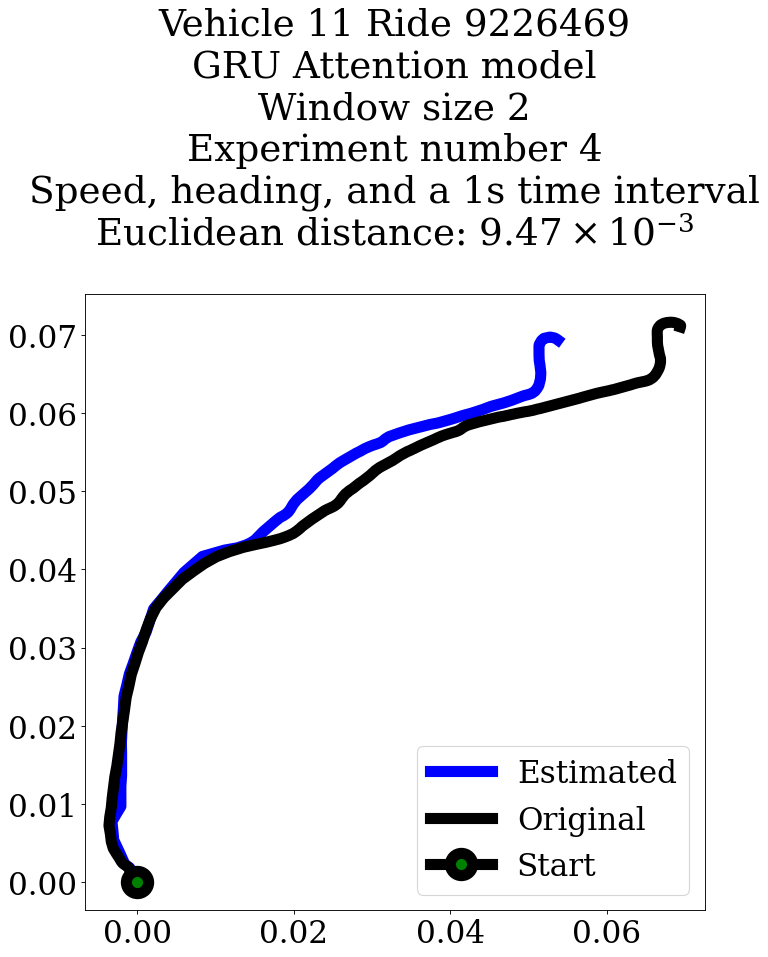 Vehicle 11 Ride 9226469
GRU Attention model
Window size 2
Experiment number 4
Speed, heading, and a 1s time interval
Euclidean distance: 9.47 × 10⁻³
0.07
0.06
0.05
0.04
0.03
0.02
0.01
0.00
Estimated
Original
Start
0.00 0.02 0.04 0.06